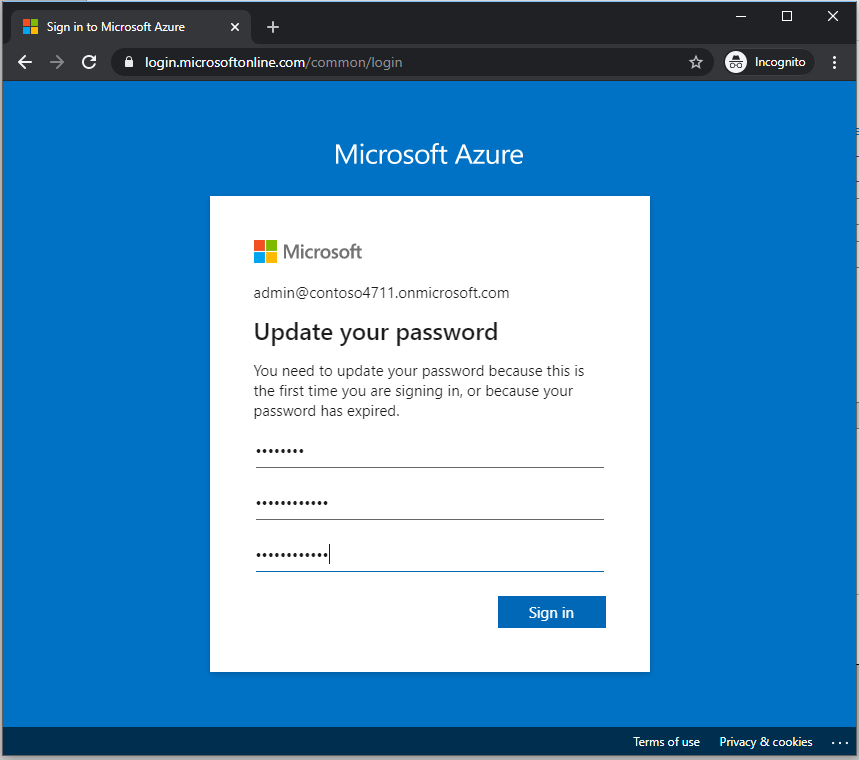 Sign in to Microsoft Azure
login.microsoftonline.com/common/login
Incognito
Microsoft Azure
Microsoft
admin@contoso4711.onmicrosoft.com
Update your password
You need to update your password because this is
the first time you are signing in, or because your
password has expired.
••••••••
••••••••••••
••••••••••••
Sign in
Terms of use Privacy & cookies ...